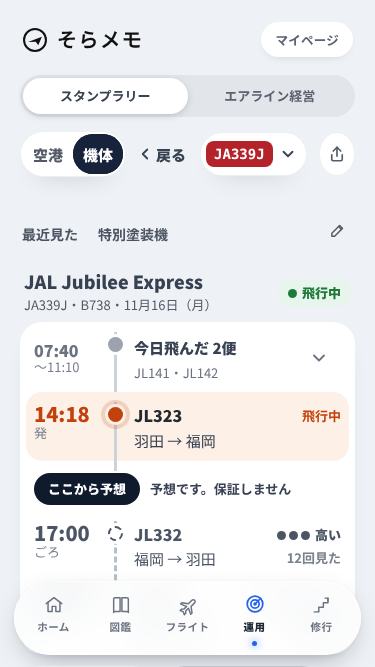 そらメモ
マイページ
スタンプラリー
エアライン経営
空港
機体
戻る
JA339J
最近見た
特別塗装機
JAL Jubilee Express
JA339J・B738・11月16日（月）
飛行中
07:40
〜11:10
今日飛んだ 2便
JL141・JL142
14:18
発
JL323
羽田 → 福岡
飛行中
ここから予想
予想です。保証しません
17:00
ごろ
JL332
福岡 → 羽田
高い
12回見た
ホーム
図鑑
フライト
運用
修行